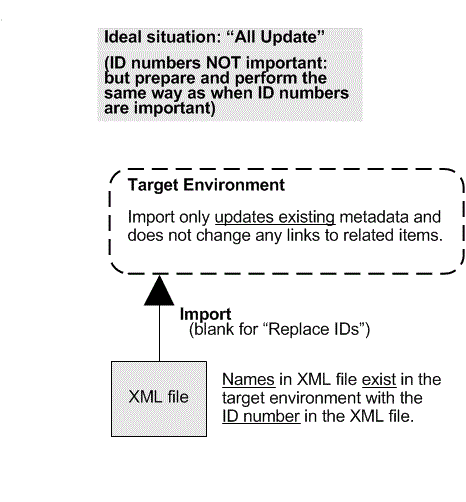 Ideal situation: “All Update”
(ID numbers NOT important:
but prepare and perform the
same way as when ID numbers
are important)
Target Environment
Import only updates existing metadata and
does not change any links to related items.
Import
(blank for “Replace IDs”)
XML file
Names in XML file exist in the
target environment with the
ID number in the XML file.